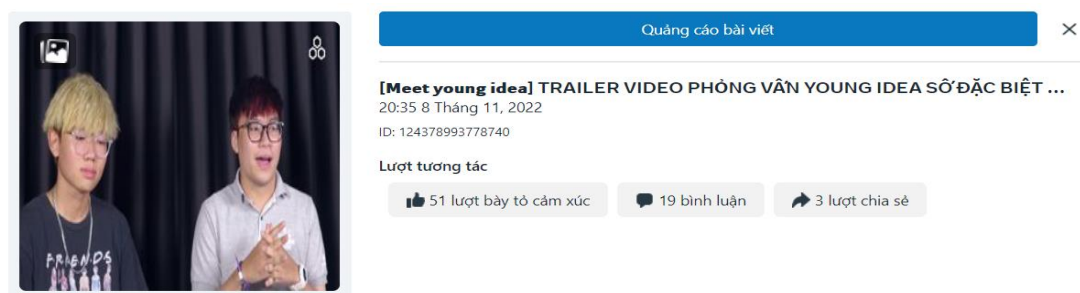 Quảng cáo bài viết
[Meet young idea] TRAILER VIDEO PHỎNG VẤN YOUNG IDEA SỐ ĐẶC BIỆT ...
20:35 8 Tháng 11, 2022
ID: 124378993778740
Lượt tương tác
51 lượt bày tỏ cảm xúc
19 bình luận
3 lượt chia sẻ
FRIENDS